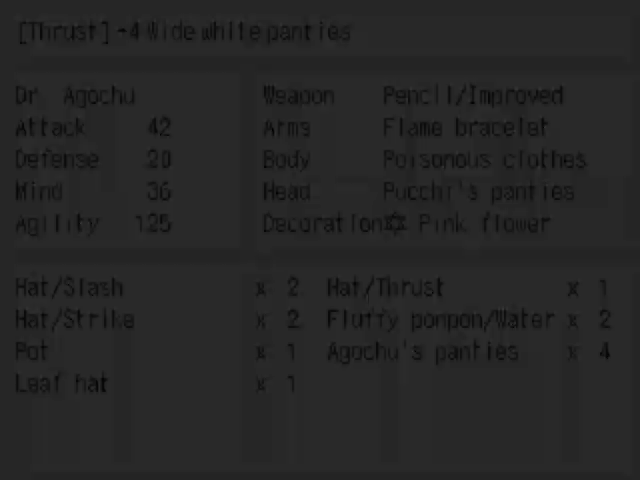 [Thrust] -4 Wide white panties
Dr. Agochu
Attack 42
Defense 20
Mind 36
Agility 125
Weapon Pencil/Improved
Arms Flame bracelet
Body Poisonous clothes
Head Pucchi's panties
Decoration Pink flower
Hat/Slash x 2 Hat/Thrust x 1
Hat/Strike x 2 Fluffy ponpon/Water x 2
Pot x 1 Agochu's panties x 4
Leaf hat x 1